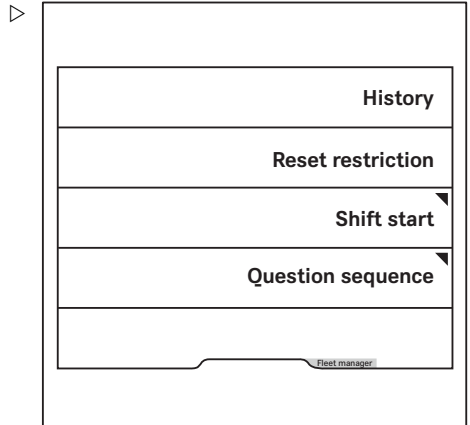 History
Reset restriction
Shift start
Question sequence
Fleet manager